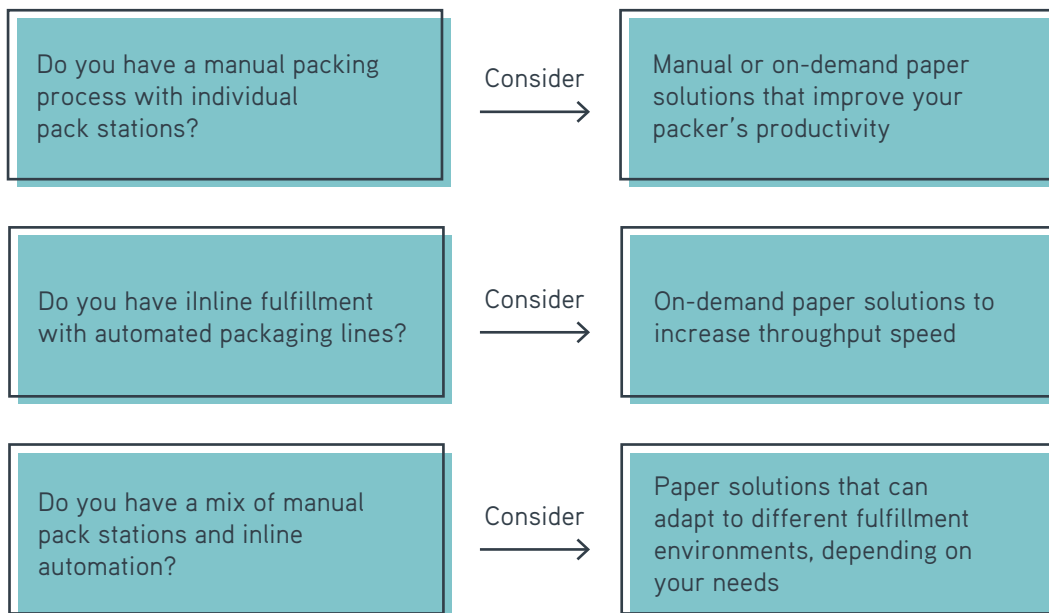 Do you have a manual packing
process with individual
pack stations?
Consider
Manual or on-demand paper
solutions that improve your
packer's productivity
Do you have iInline fulfillment
with automated packaging lines?
Consider
On-demand paper solutions to
increase throughput speed
Do you have a mix of manual
pack stations and inline
automation?
Consider
Paper solutions that can
adapt to different fulfillment
environments, depending on
your needs